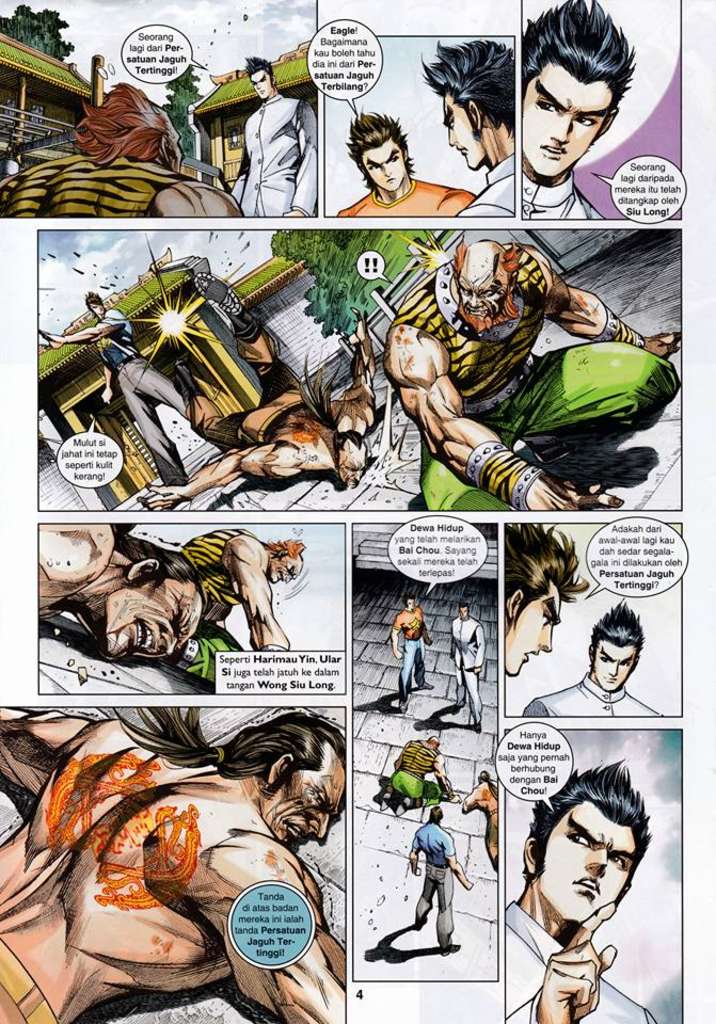 Seorang
lagi dari Per-
satuan Jaguh
Tertinggi!
Eagle!
Bagaimana
kau boleh tahu
dia ini dari Per-
satuan Jaguh
Terbilang?
Seorang
lagi daripada
mereka itu telah
ditangkap oleh
Siu Long!
!!
Mulut si
jahat ini tetap
seperti kulit
kerang!
Seperti Harimau Yin, Ular
Si juga telah jatuh ke dalam
tangan Wong Siu Long.
Dewa Hidup
yang telah melarikan
Bai Chou. Sayang
sekali mereka telah
terlepas!
Adakah dari
awal-awal lagi kau
dah sedar segala-
gala ini dilakukan oleh
Persatuan Jaguh
Tertinggi?
Tanda
di atas badan
mereka ini ialah
tanda Persatuan
Jaguh Ter-
tinggi!
Hanya
Dewa Hidup
saja yang pernah
berhubung
dengan Bai
Chou!
4